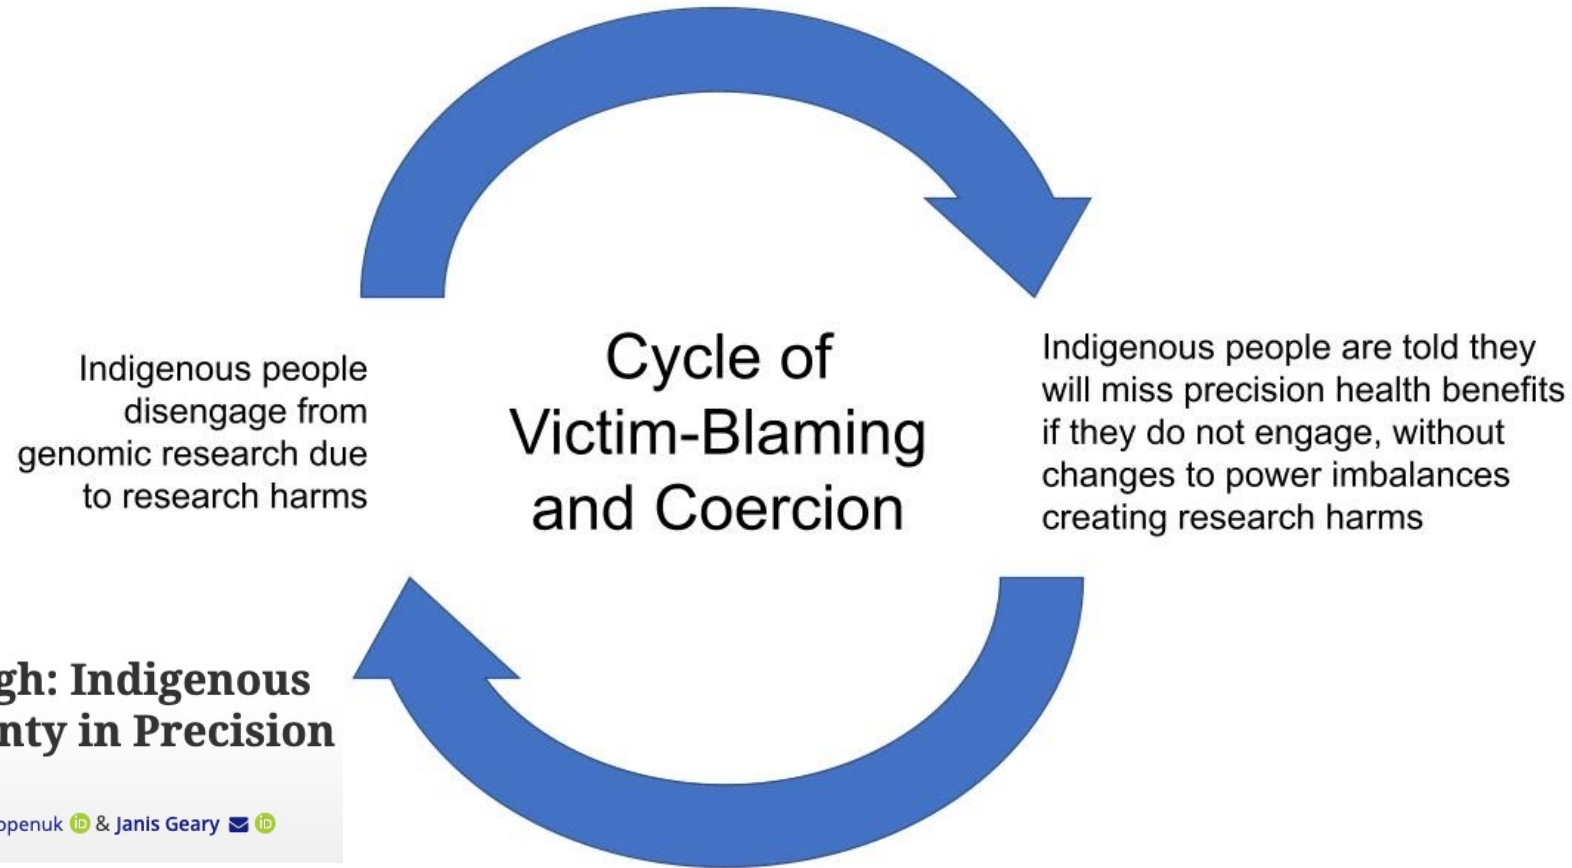 Indigenous people
disengage from
genomic research due
to research harms
Cycle of
Victim-Blaming
and Coercion
Indigenous people are told they
will miss precision health benefits
if they do not engage, without
changes to power imbalances
creating research harms
Indigenous
in Precision
& Janis Geary